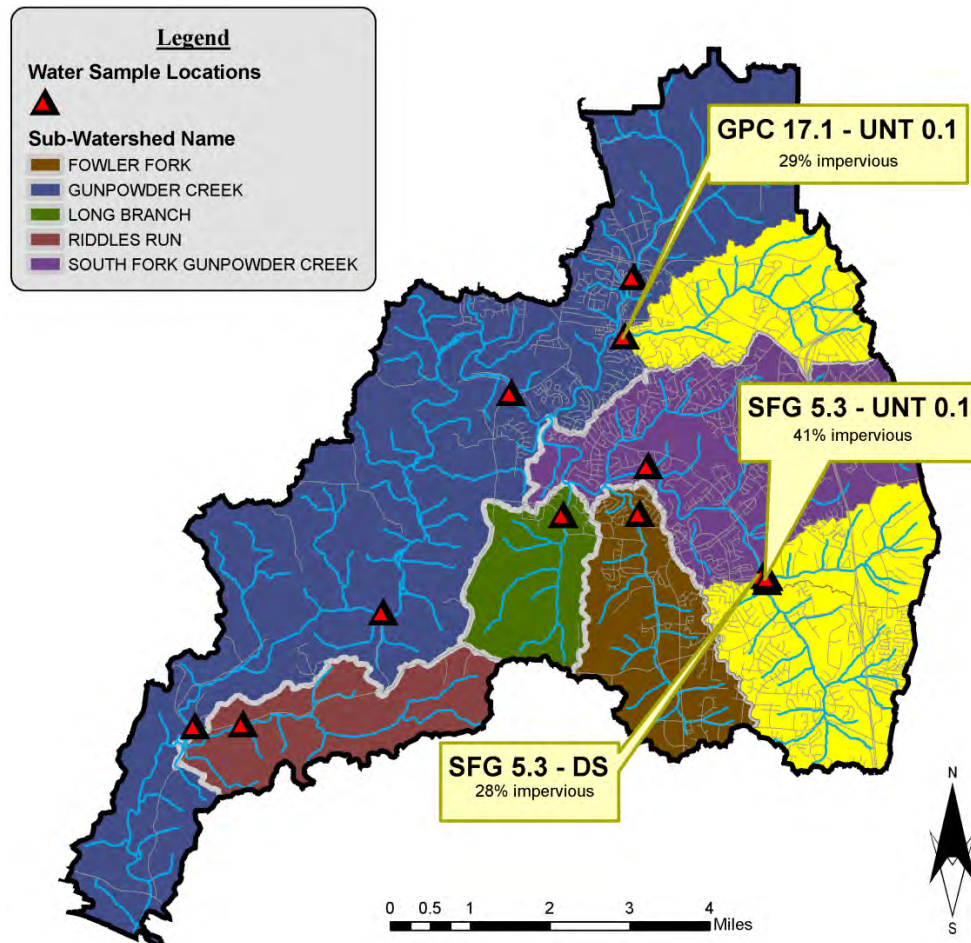 Legend
Water Sample Locations
Sub-Watershed Name
FOWLER FORK
GUNPOWDER CREEK
LONG BRANCH
RIDDLES RUN
SOUTH FORK GUNPOWDER CREEK
GPC 17.1 - UNT 0.1
29% impervious
SFG 5.3 - UNT 0.1
41% impervious
SFG 5.3 - DS
28% impervious
0 0.5 1 2 3 4
Miles
N
S